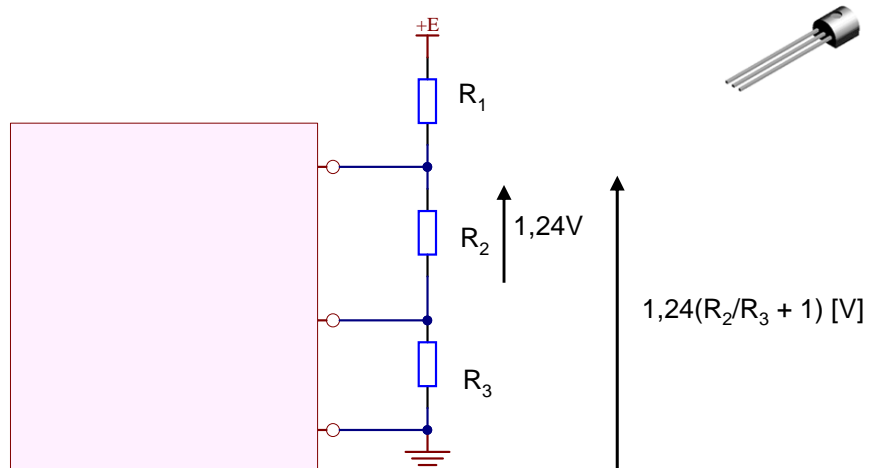 +E
R₁
R₂
1,24V
1,24(R₂/R₃ + 1) [V]
R₃